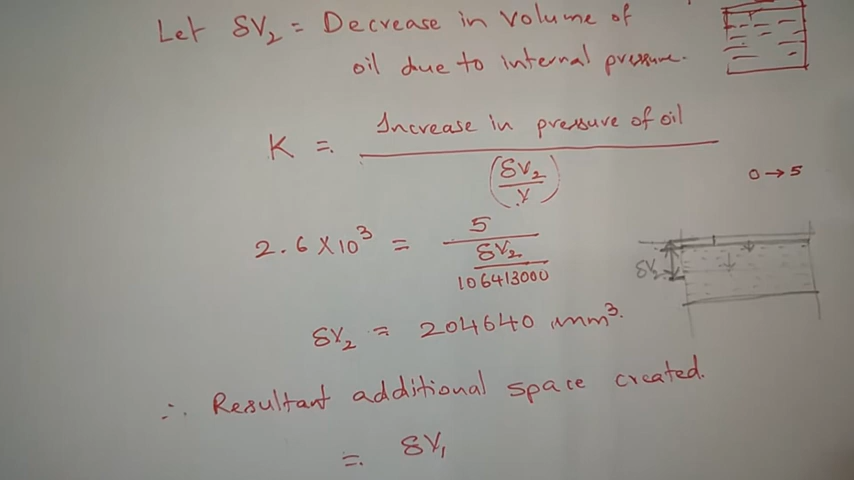 Let δV₂ = Decrease in volume of
oil due to internal pressure.
K = Increase in pressure of oil
(δV₂
V)
0 → 5
2.6 × 10³ = 5
δV₂
106413000
δV₂
δV₂ = 204640 mm³.
∴ Resultant additional space created.
= δV₁